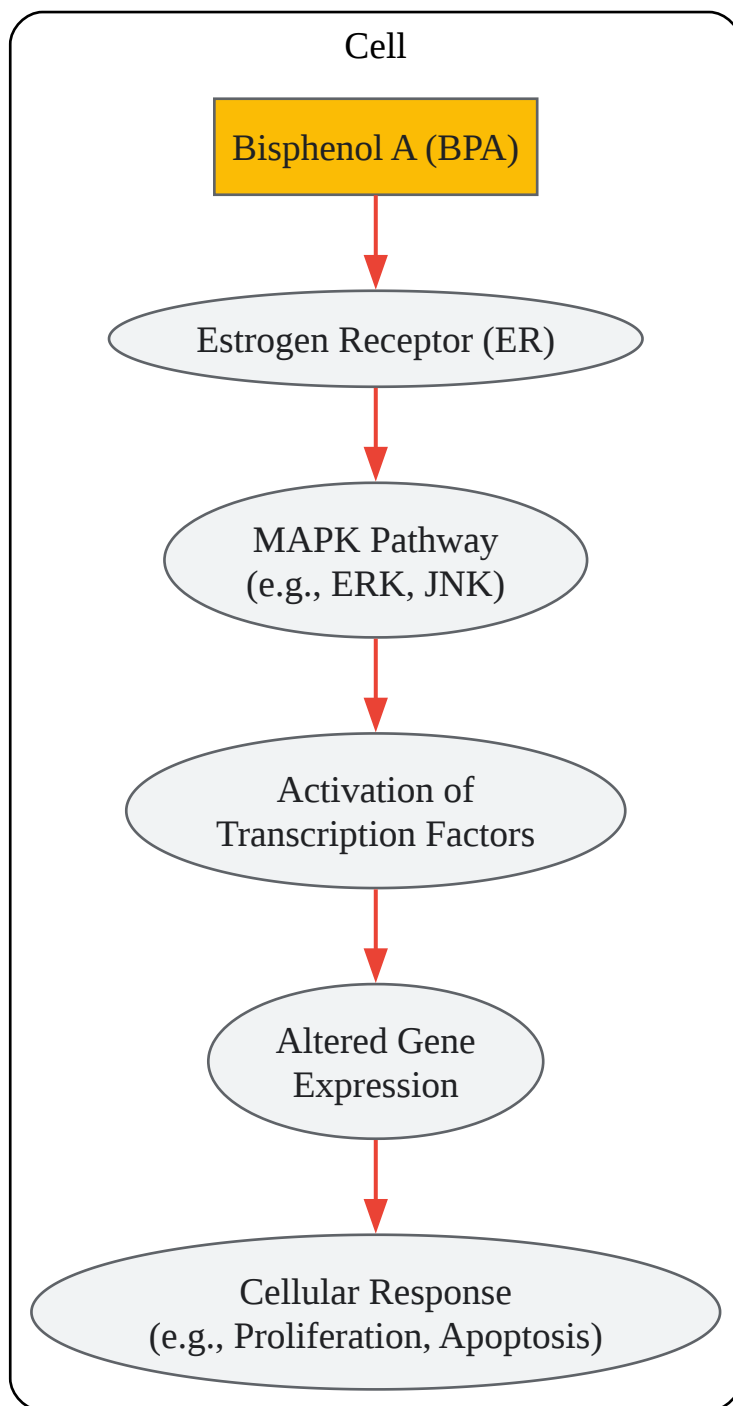 Cell
Bisphenol A (BPA)
Estrogen Receptor (ER)
MAPK Pathway
(e.g., ERK, JNK)
Activation of
Transcription Factors
Altered Gene
Expression
Cellular Response
(e.g., Proliferation, Apoptosis)